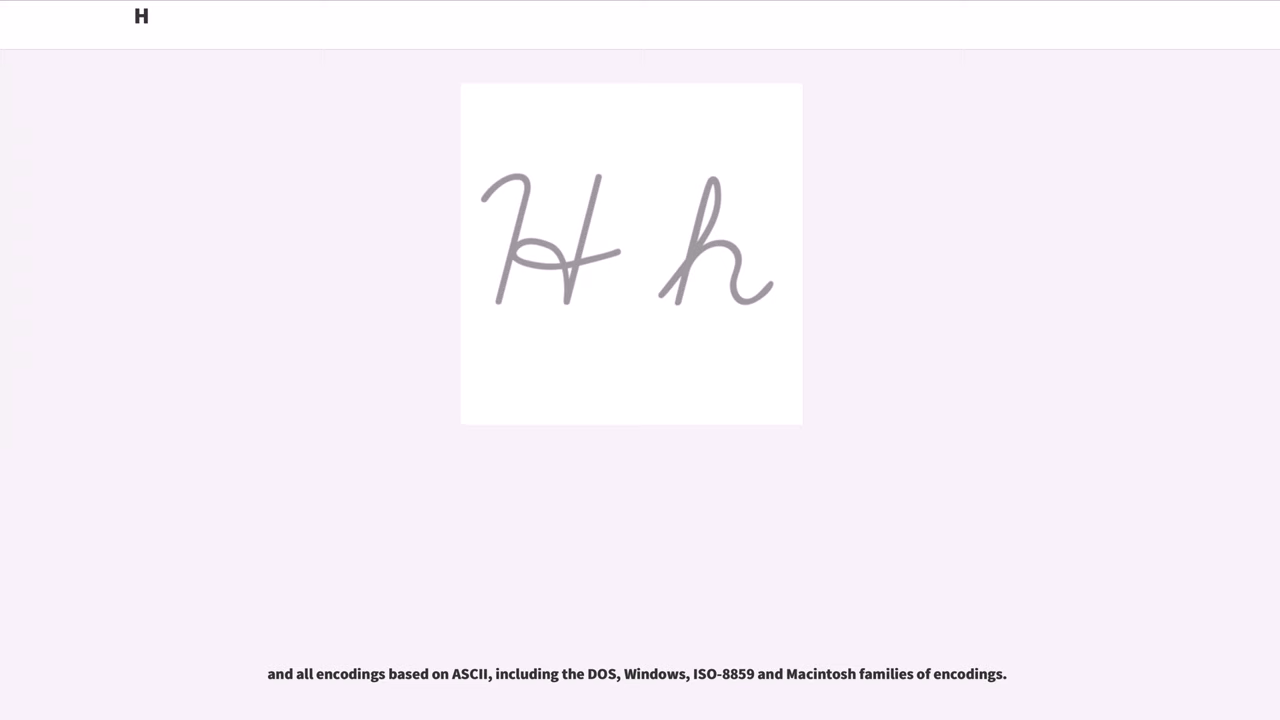 H
H h
and all encodings based on ASCII, including the DOS, Windows, ISO-8859 and Macintosh families of encodings.